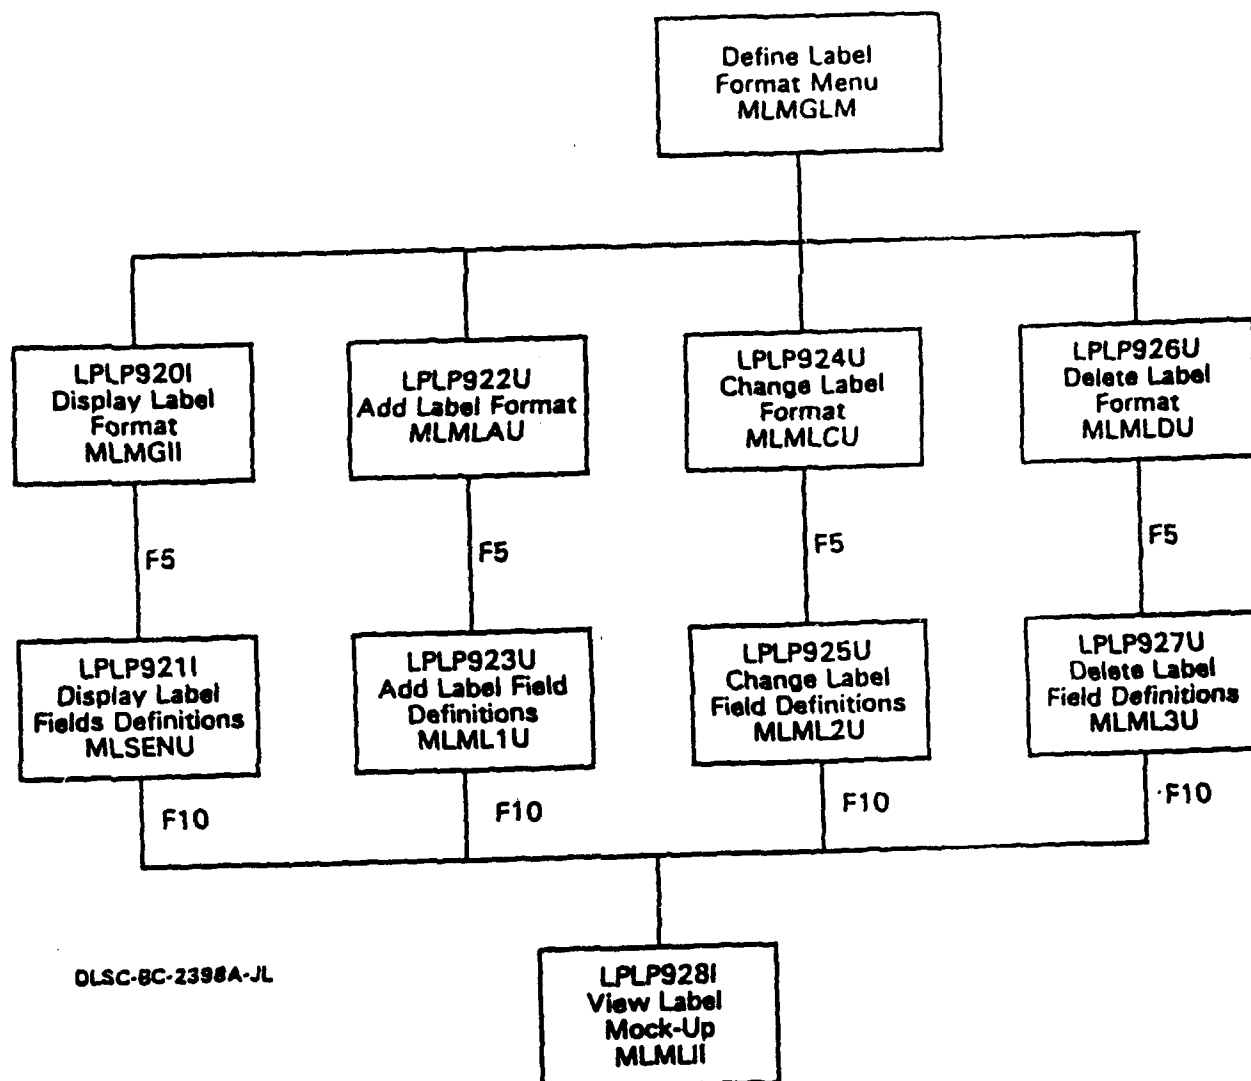 Define Label
Format Menu
MLMGLM
LPLP920I
Display Label
Format
MLMGII
LPLP922U
Add Label Format
MLMLAU
LPLP924U
Change Label
Format
MLMLCU
LPLP926U
Delete Label
Format
MLMLDU
F5
F5
F5
F5
LPLP921I
Display Label
Fields Definitions
MLSENU
LPLP923U
Add Label Field
Definitions
MLML1U
LPLP925U
Change Label
Field Definitions
MLML2U
LPLP927U
Delete Label
Field Definitions
MLML3U
F10
F10
F10
F10
DLSC-BC-2398A-JL
LPLP928I
View Label
Mock-Up
MLMLII